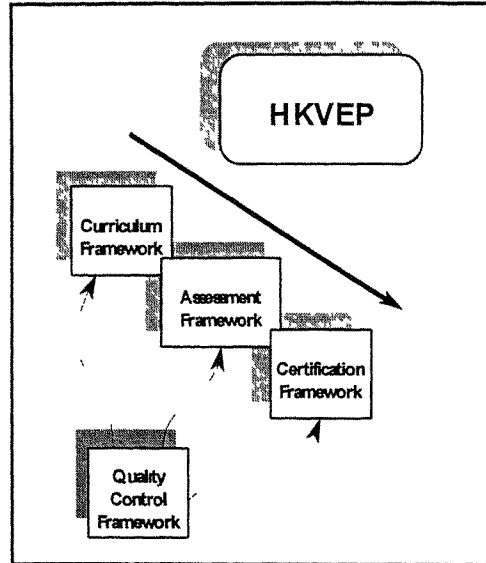 HKVEP
Curriculum
Framework
Assessment
Framework
Certification
Framework
Quality
Control
Framework